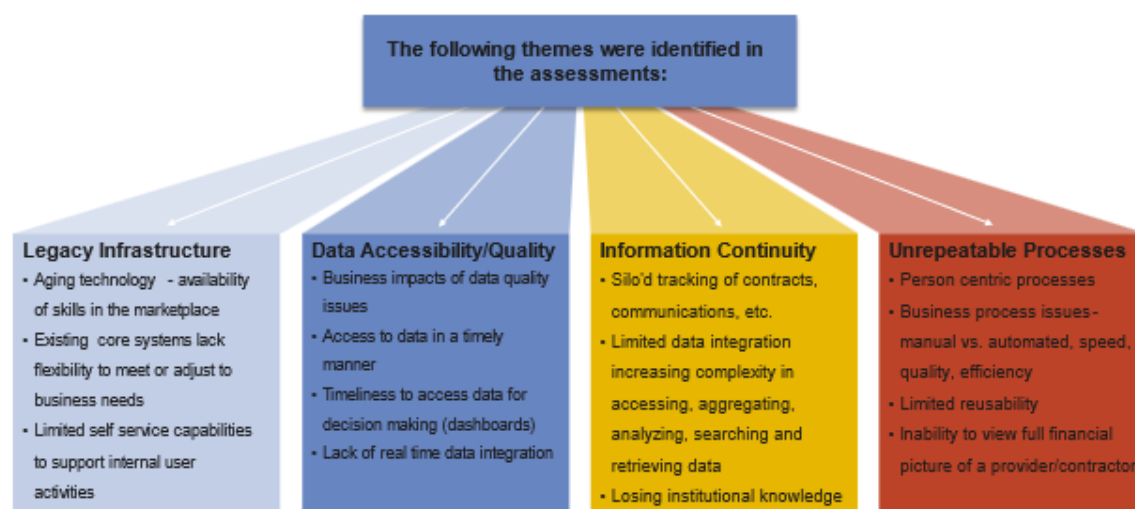 The following themes were identified in
the assessments:
Legacy Infrastructure
▪ Aging technology - availability
of skills in the marketplace
▪ Existing core systems lack
flexibility to meet or adjust to
business needs
▪ Limited self service capabilities
to support internal user
activities
Data Accessibility/Quality
▪ Business impacts of data quality
issues
▪ Access to data in a timely
manner
▪ Timeliness to access data for
decision making (dashboards)
▪ Lack of real time data integration
Information Continuity
▪ Silo'd tracking of contracts,
communications, etc.
▪ Limited data integration
increasing complexity in
accessing, aggregating,
analyzing, searching and
retrieving data
▪ Losing institutional knowledge
Unrepeatable Processes
▪ Person centric processes
▪ Business process issues-
manual vs. automated, speed,
quality, efficiency
▪ Limited reusability
▪ Inability to view full financial
picture of a provider/contractor